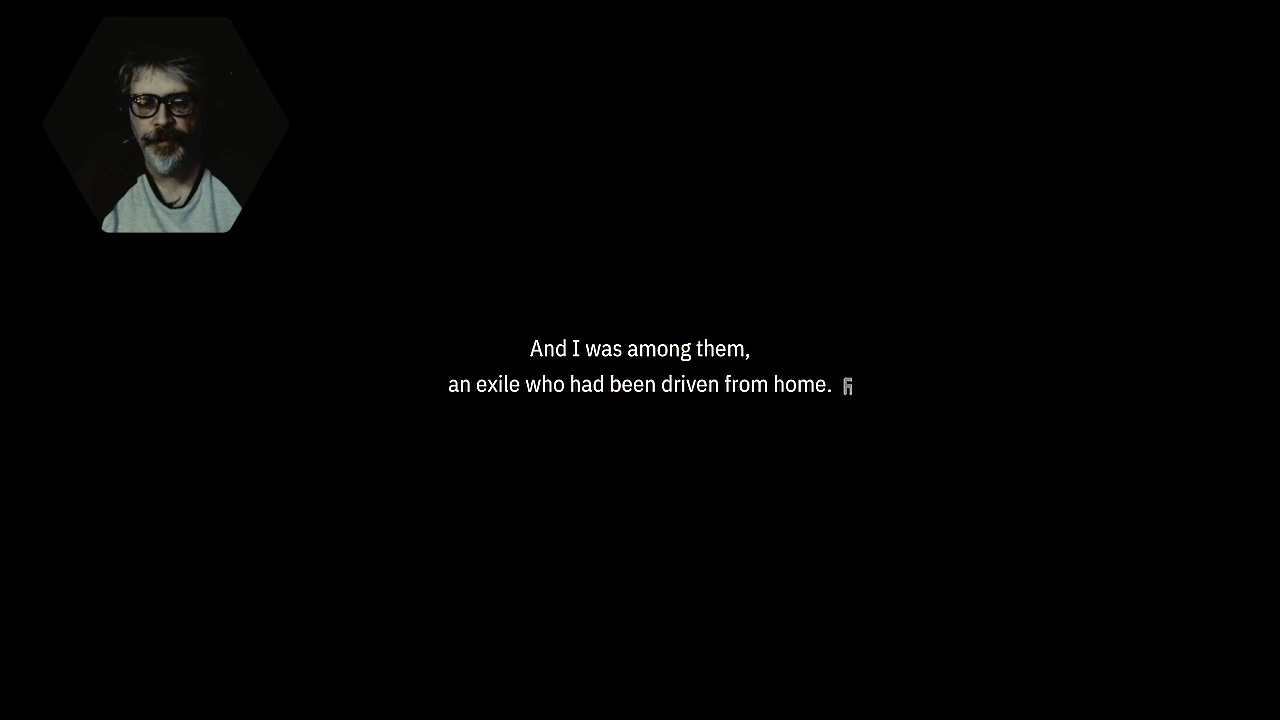 And I was among them,
an exile who had been driven from home.